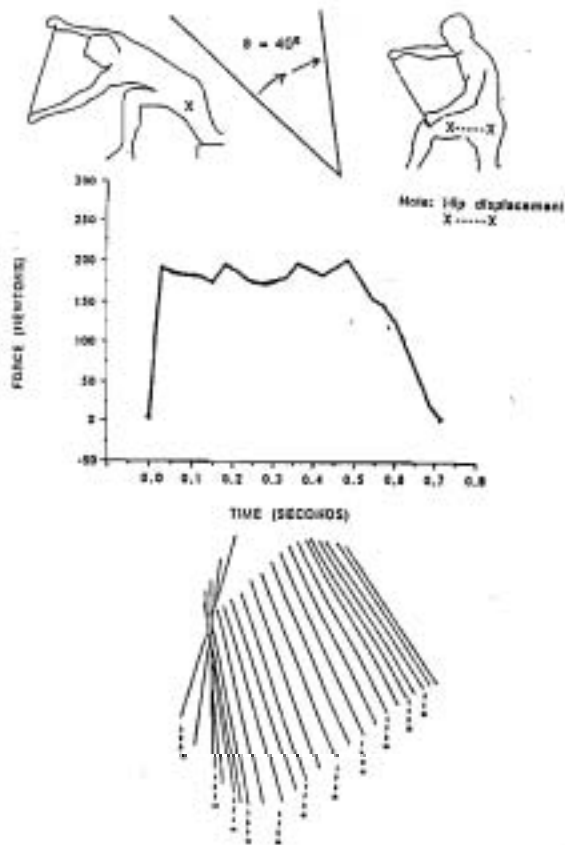 θ = 40°
X
X-----X
Note: Hip displacement
X-----X
300
250
200
150
100
50
0
-50
FORCE (NEWTONS)
0.0 0.1 0.2 0.3 0.4 0.5 0.6 0.7 0.8
TIME (SECONDS)